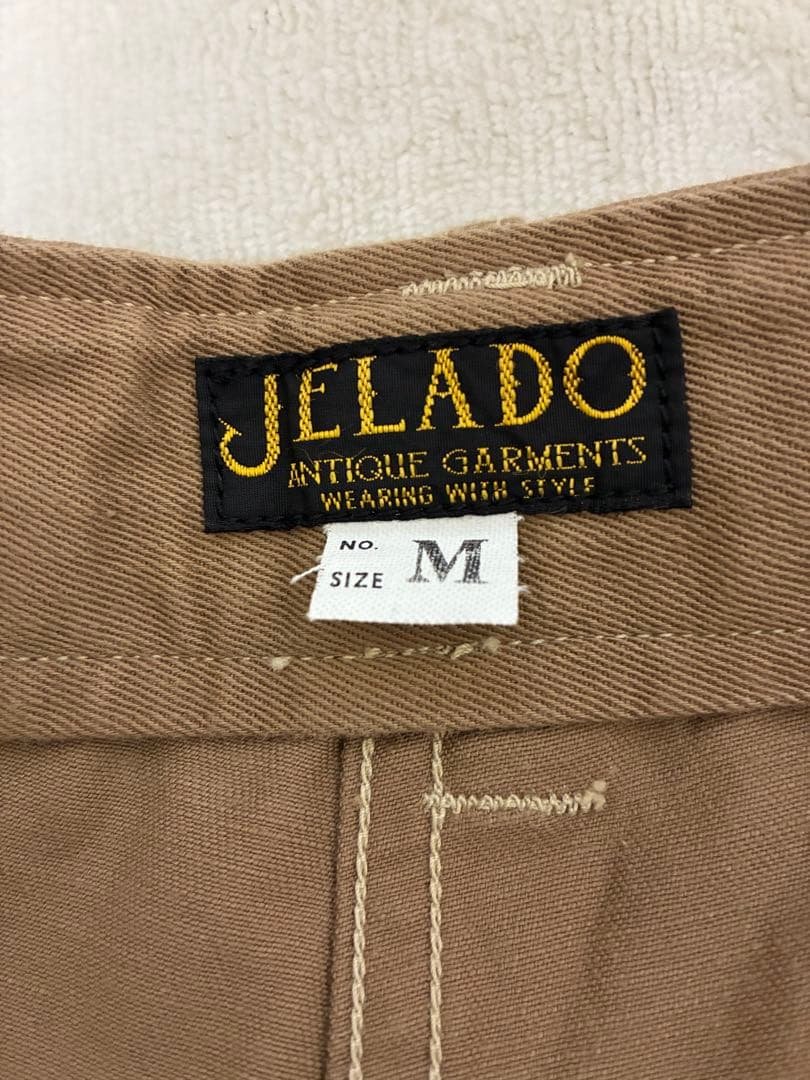 JELADO
ANTIQUE GARMENTS
WEARING WITH STYLE
NO.
SIZE M